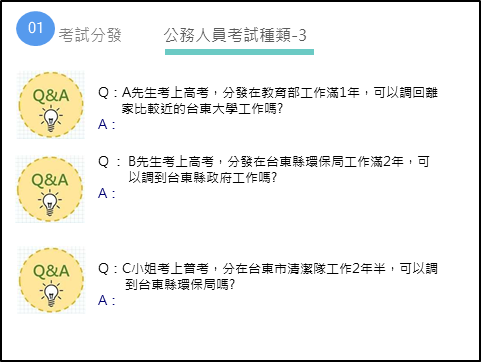 01
考試分發
公務人員考試種類-3
Q&A
Q：A先生考上高考，分發在教育部工作滿1年，可以調回離
家比較近的台東大學工作嗎?
A：
Q&A
Q ： B先生考上高考，分發在台東縣環保局工作滿2年，可
以調到台東縣政府工作嗎?
A：
Q&A
Q：C小姐考上普考，分在台東市清潔隊工作2年半，可以調
到台東縣環保局嗎?
A：